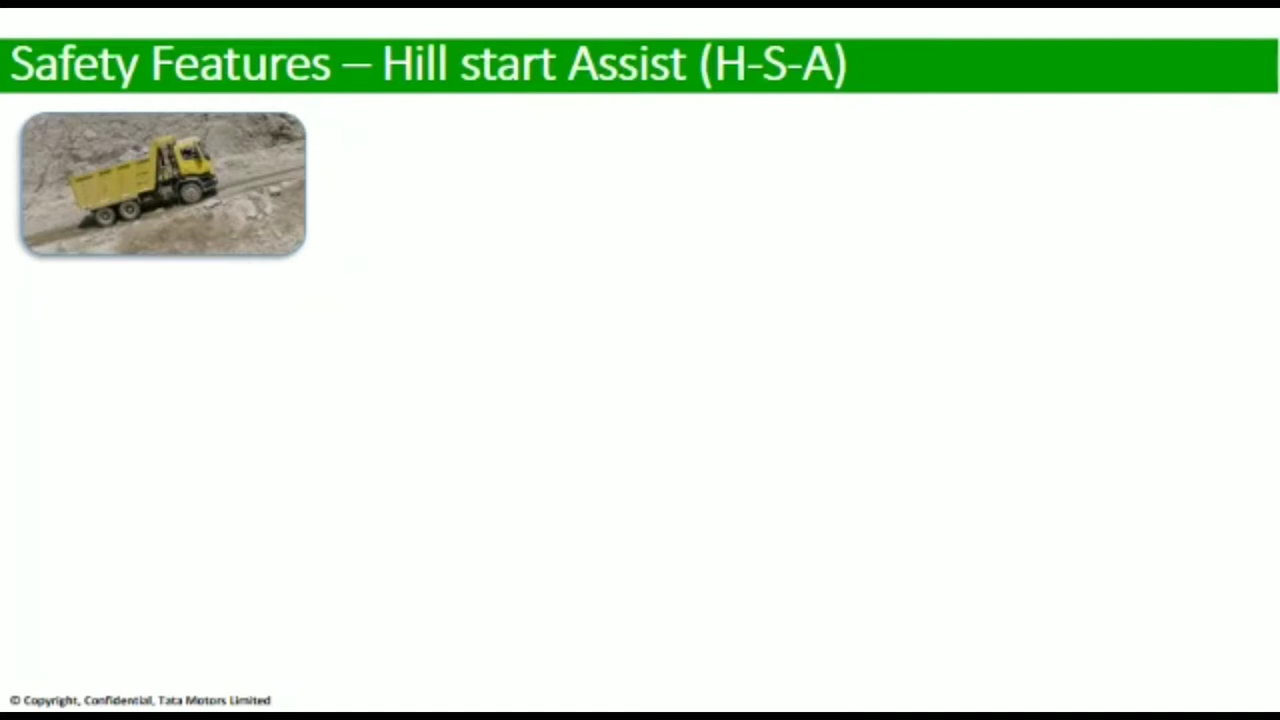 Safety Features – Hill start Assist (H-S-A)
© Copyright, Confidential, Tata Motors Limited